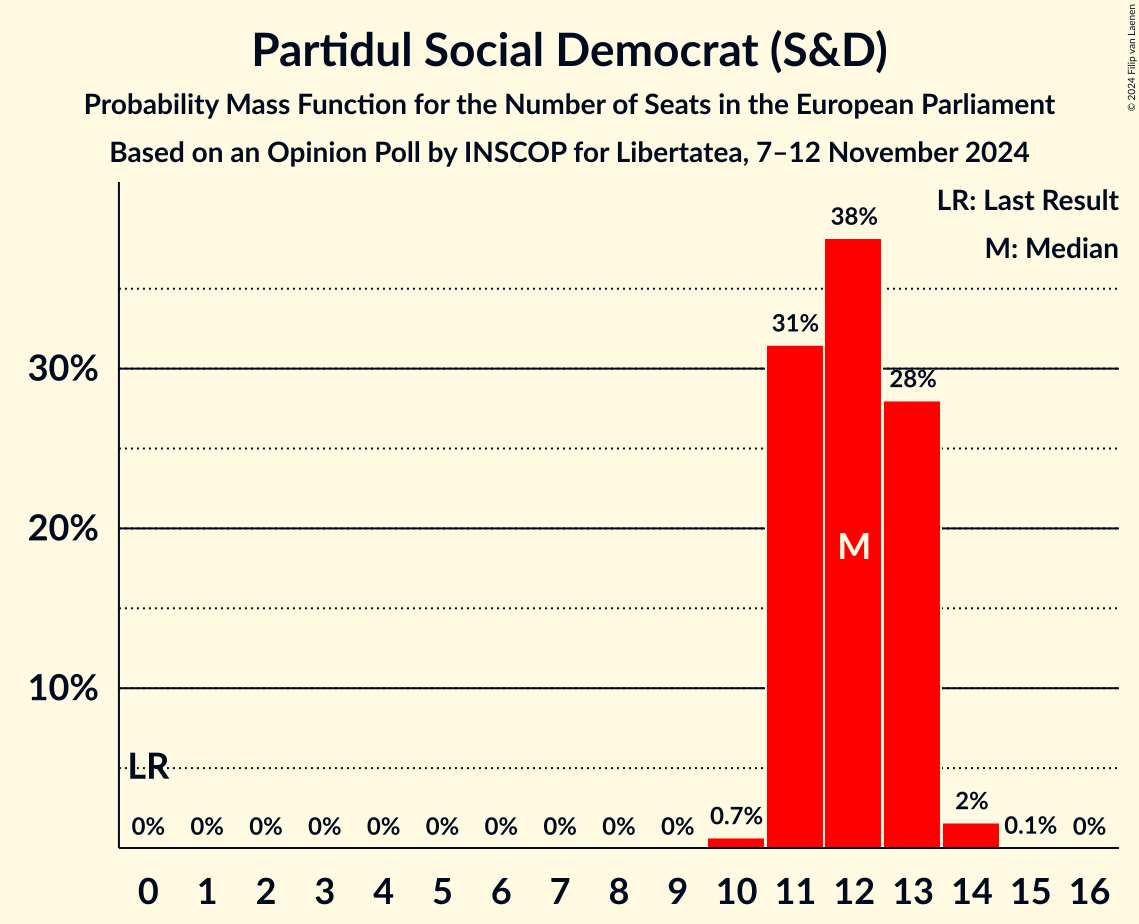 Partidul Social Democrat (S&D)
Probability Mass Function for the Number of Seats in the European Parliament
Based on an Opinion Poll by INSCOP for Libertatea, 7–12 November 2024
© 2024 Filip van Laenen
LR: Last Result
M: Median
38%
31%
30%
28%
20%
M
10%
LR
0% 0% 0% 0% 0% 0% 0% 0% 0% 0% 0.7% 2% 0.1% 0%
0 1 2 3 4 5 6 7 8 9 10 11 12 13 14 15 16